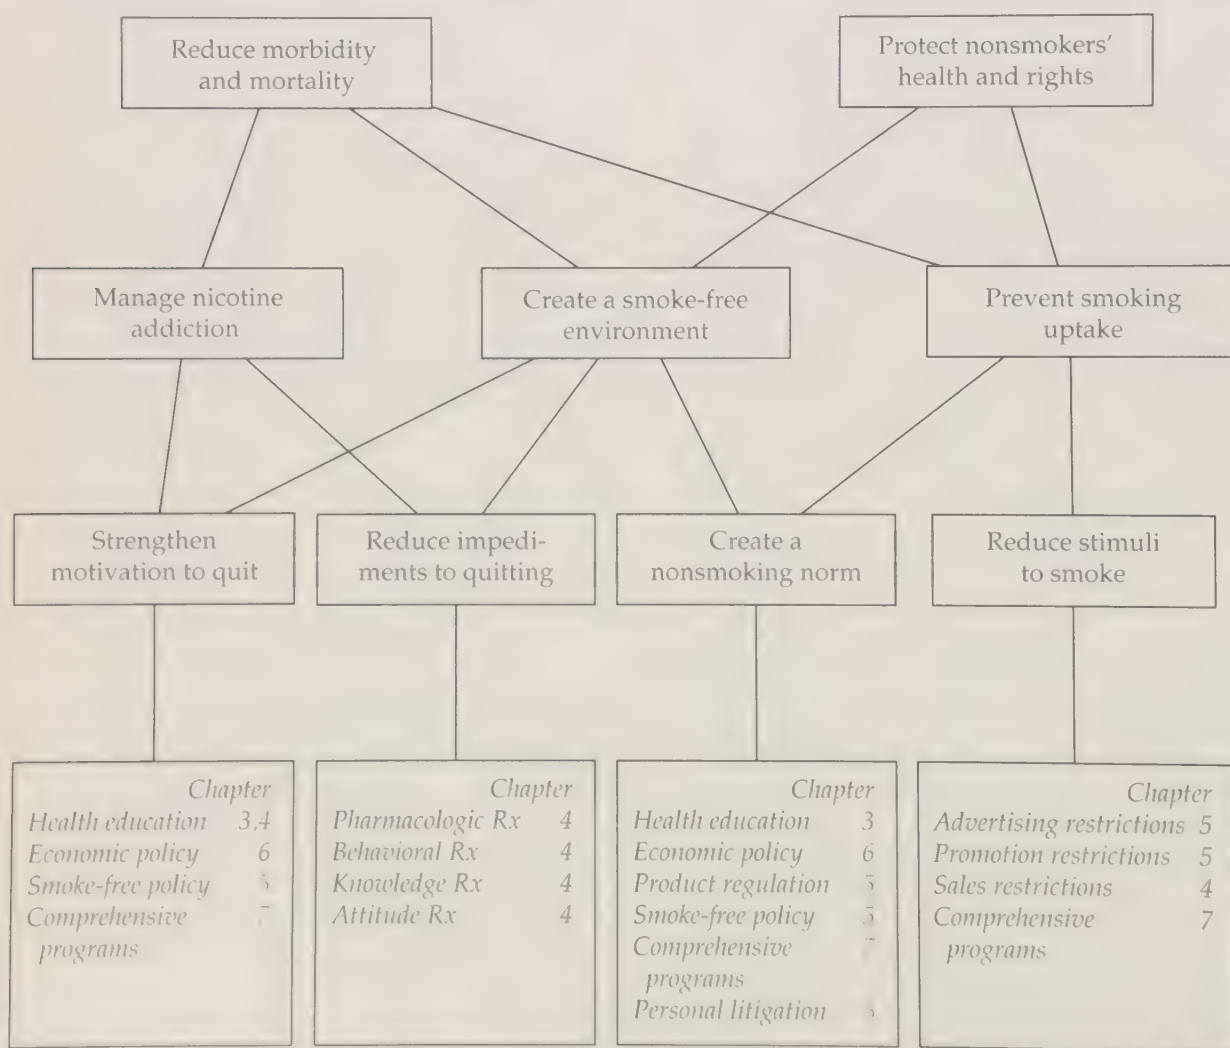 Reduce morbidity
and mortality
Protect nonsmokers'
health and rights
Manage nicotine
addiction
Create a smoke-free
environment
Prevent smoking
uptake
Strengthen
motivation to quit
Reduce impedi-
ments to quitting
Create a
nonsmoking norm
Reduce stimuli
to smoke
Chapter
Health education 3,4
Economic policy 6
Smoke-free policy
Comprehensive
programs
Chapter
Pharmacologic Rx 4
Behavioral Rx 4
Knowledge Rx 4
Attitude Rx 4
Chapter
Health education 3
Economic policy 6
Product regulation
Smoke-free policy
Comprehensive
programs
Personal litigation
Chapter
Advertising restrictions 5
Promotion restrictions 5
Sales restrictions 4
Comprehensive 7
programs